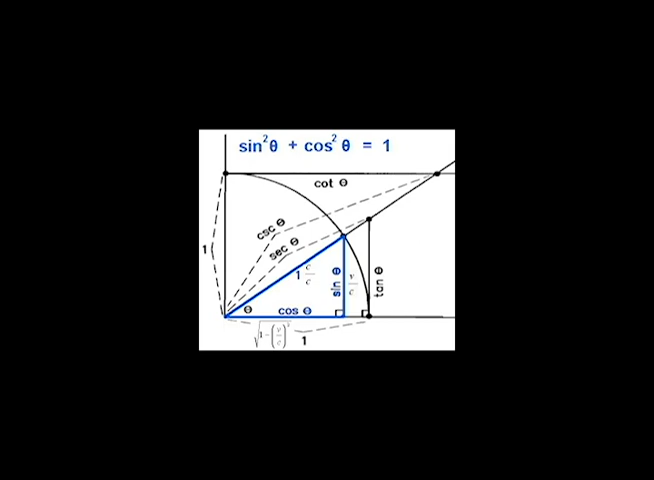 sin²θ + cos²θ = 1
cot θ
csc θ
sec θ
1
1 c/c
sin θ
v/c
tan θ
θ
cos θ
√1-(v/c)²
1